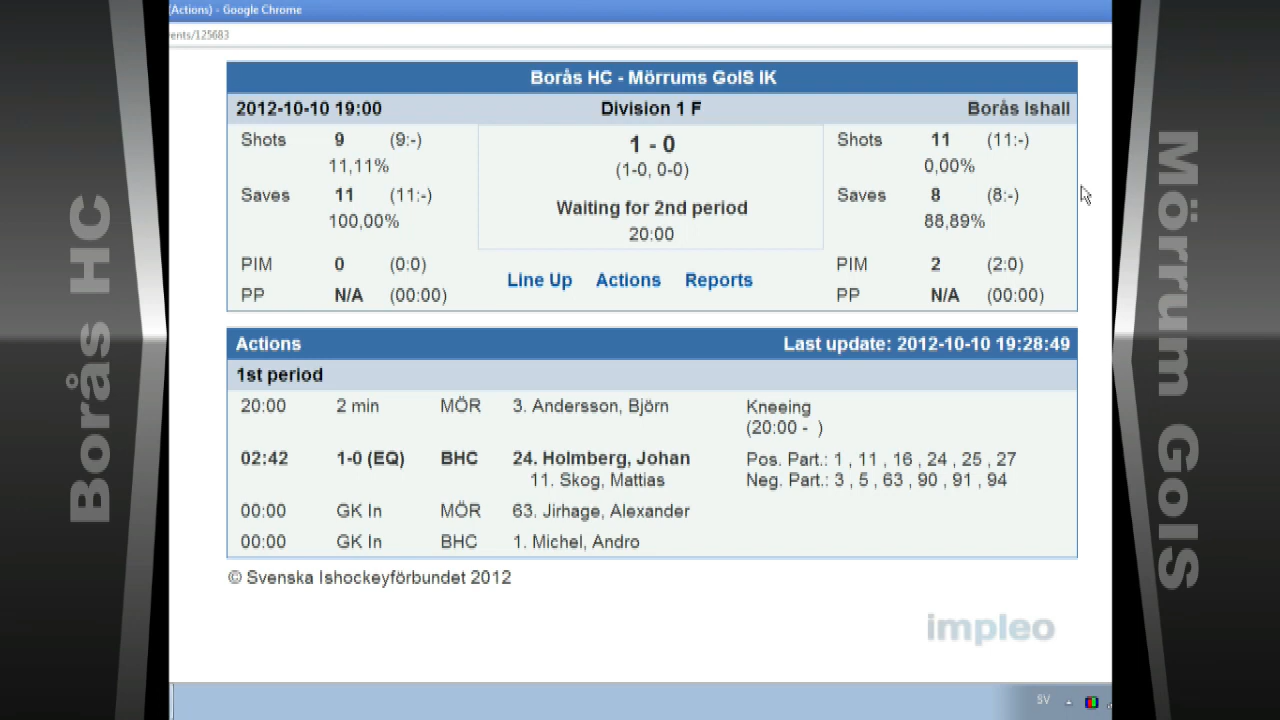 (Actions) - Google Chrome
ents/125683
Borås HC - Mörrums GoIS IK
2012-10-10 19:00 Division 1 F Borås Ishall
Shots 9 (9:-) 1 - 0 Shots 11 (11:-)
11,11% (1-0, 0-0) 0,00%
Saves 11 (11:-) Waiting for 2nd period Saves 8 (8:-)
100,00% 20:00 88,89%
PIM 0 (0:0) Line Up Actions Reports PIM 2 (2:0)
PP N/A (00:00) PP N/A (00:00)
Actions Last update: 2012-10-10 19:28:49
1st period
20:00 2 min MÖR 3. Andersson, Björn Kneeing
(20:00 - )
02:42 1-0 (EQ) BHC 24. Holmberg, Johan Pos. Part.: 1 , 11 , 16 , 24 , 25 , 27
11. Skog, Mattias Neg. Part.: 3 , 5 , 63 , 90 , 91 , 94
00:00 GK In MÖR 63. Jirhage, Alexander
00:00 GK In BHC 1. Michel, Andro
© Svenska Ishockeyförbundet 2012
impleo
SV
Borås HC
Mörrum GoIS